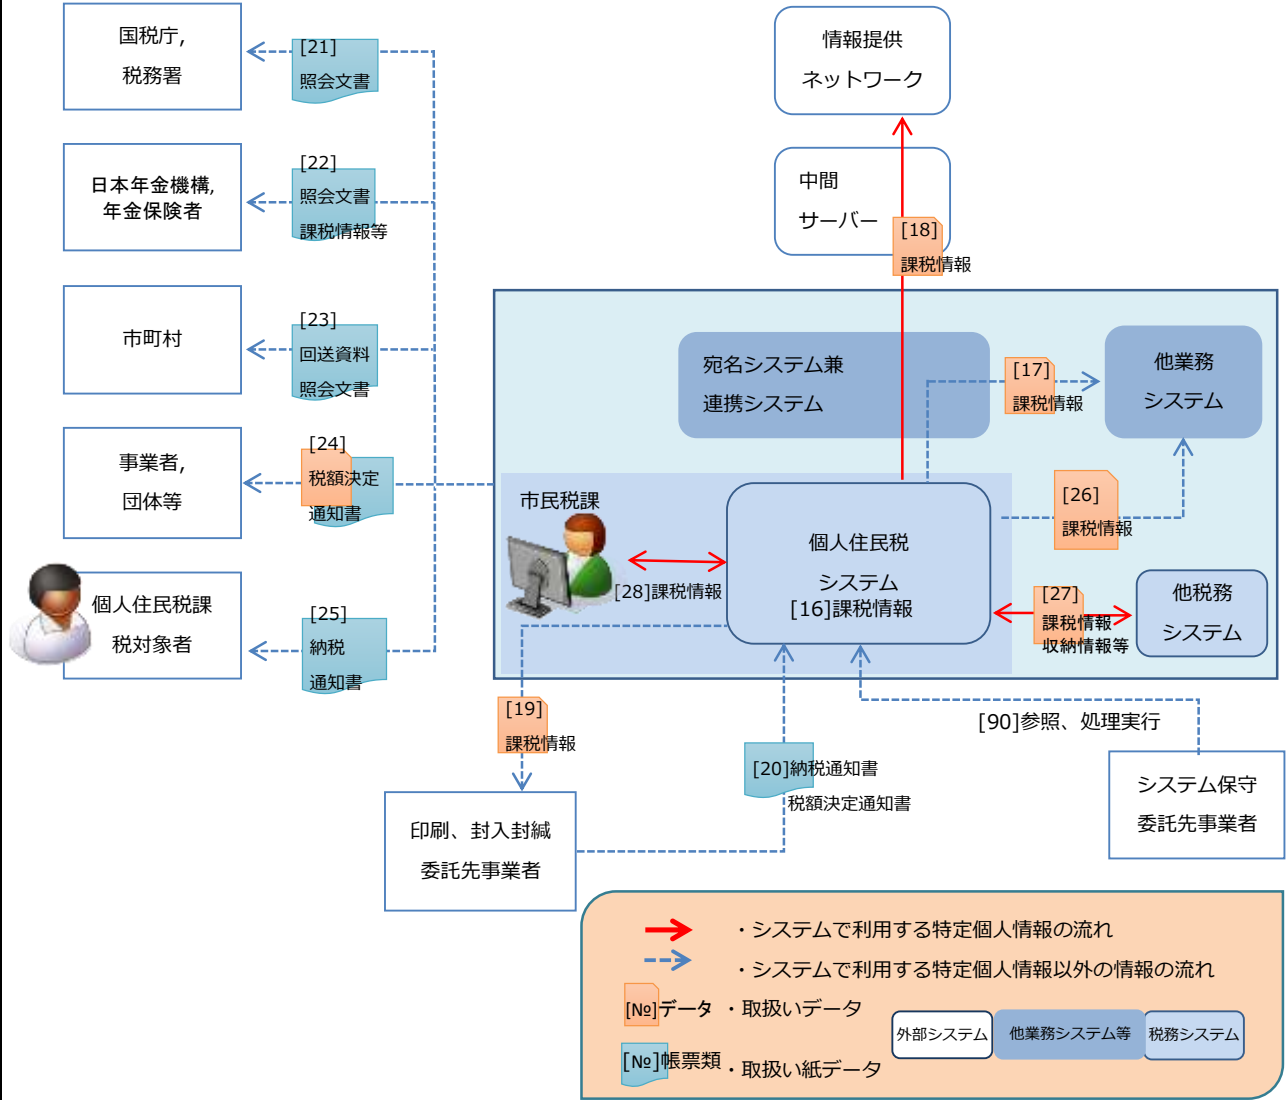 国税庁,
税務署
[21]
照会文書
日本年金機構,
年金保険者
[22]
照会文書
課税情報等
市町村
[23]
回送資料
照会文書
事業者,
団体等
[24]
税額決定
通知書
個人住民税課
税対象者
[25]
納税
通知書
情報提供
ネットワーク
中間
サーバー
[18]
課税情報
宛名システム兼
連携システム
[17]
課税情報
他業務
システム
市民税課
[28]課税情報
個人住民税
システム
[16]課税情報
[26]
課税情報
[27]
課税情報
収納情報等
他税務
システム
[19]
課税情報
[20]納税通知書
税額決定通知書
[90]参照、処理実行
印刷、封入封緘
委託先事業者
システム保守
委託先事業者
・システムで利用する特定個人情報の流れ
・システムで利用する特定個人情報以外の情報の流れ
[№]データ ・取扱いデータ
[№]帳票類 ・取扱い紙データ
外部システム
他業務システム等
税務システム